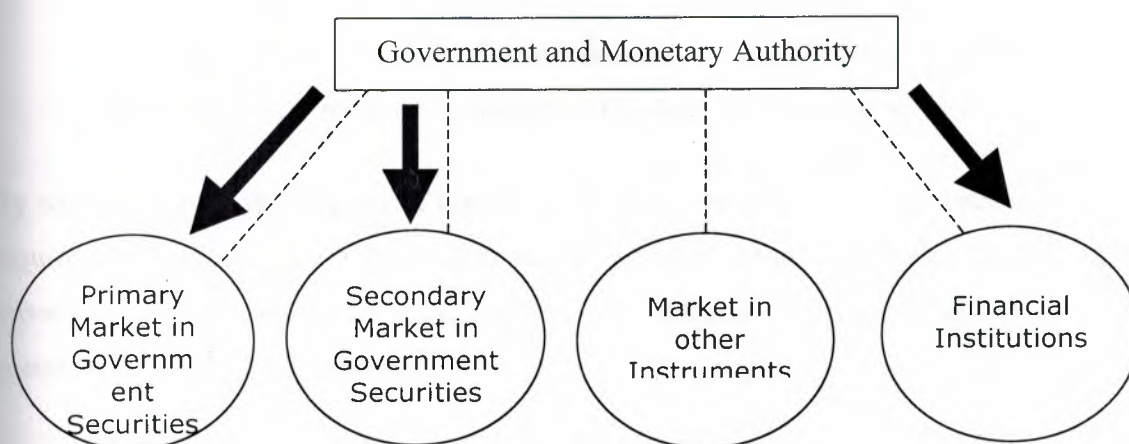 Government and Monetary Authority
Primary
Market in
Governm
ent
Securities
Secondary
Market in
Government
Securities
Market in
other
Instruments
Financial
Institutions